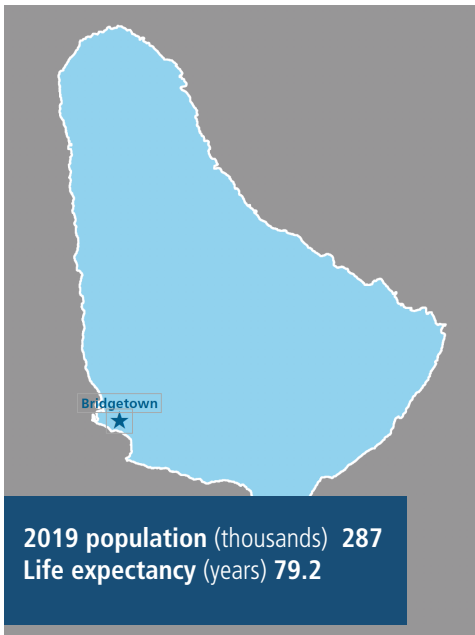 Bridgetown
2019 population (thousands) 287
Life expectancy (years) 79.2